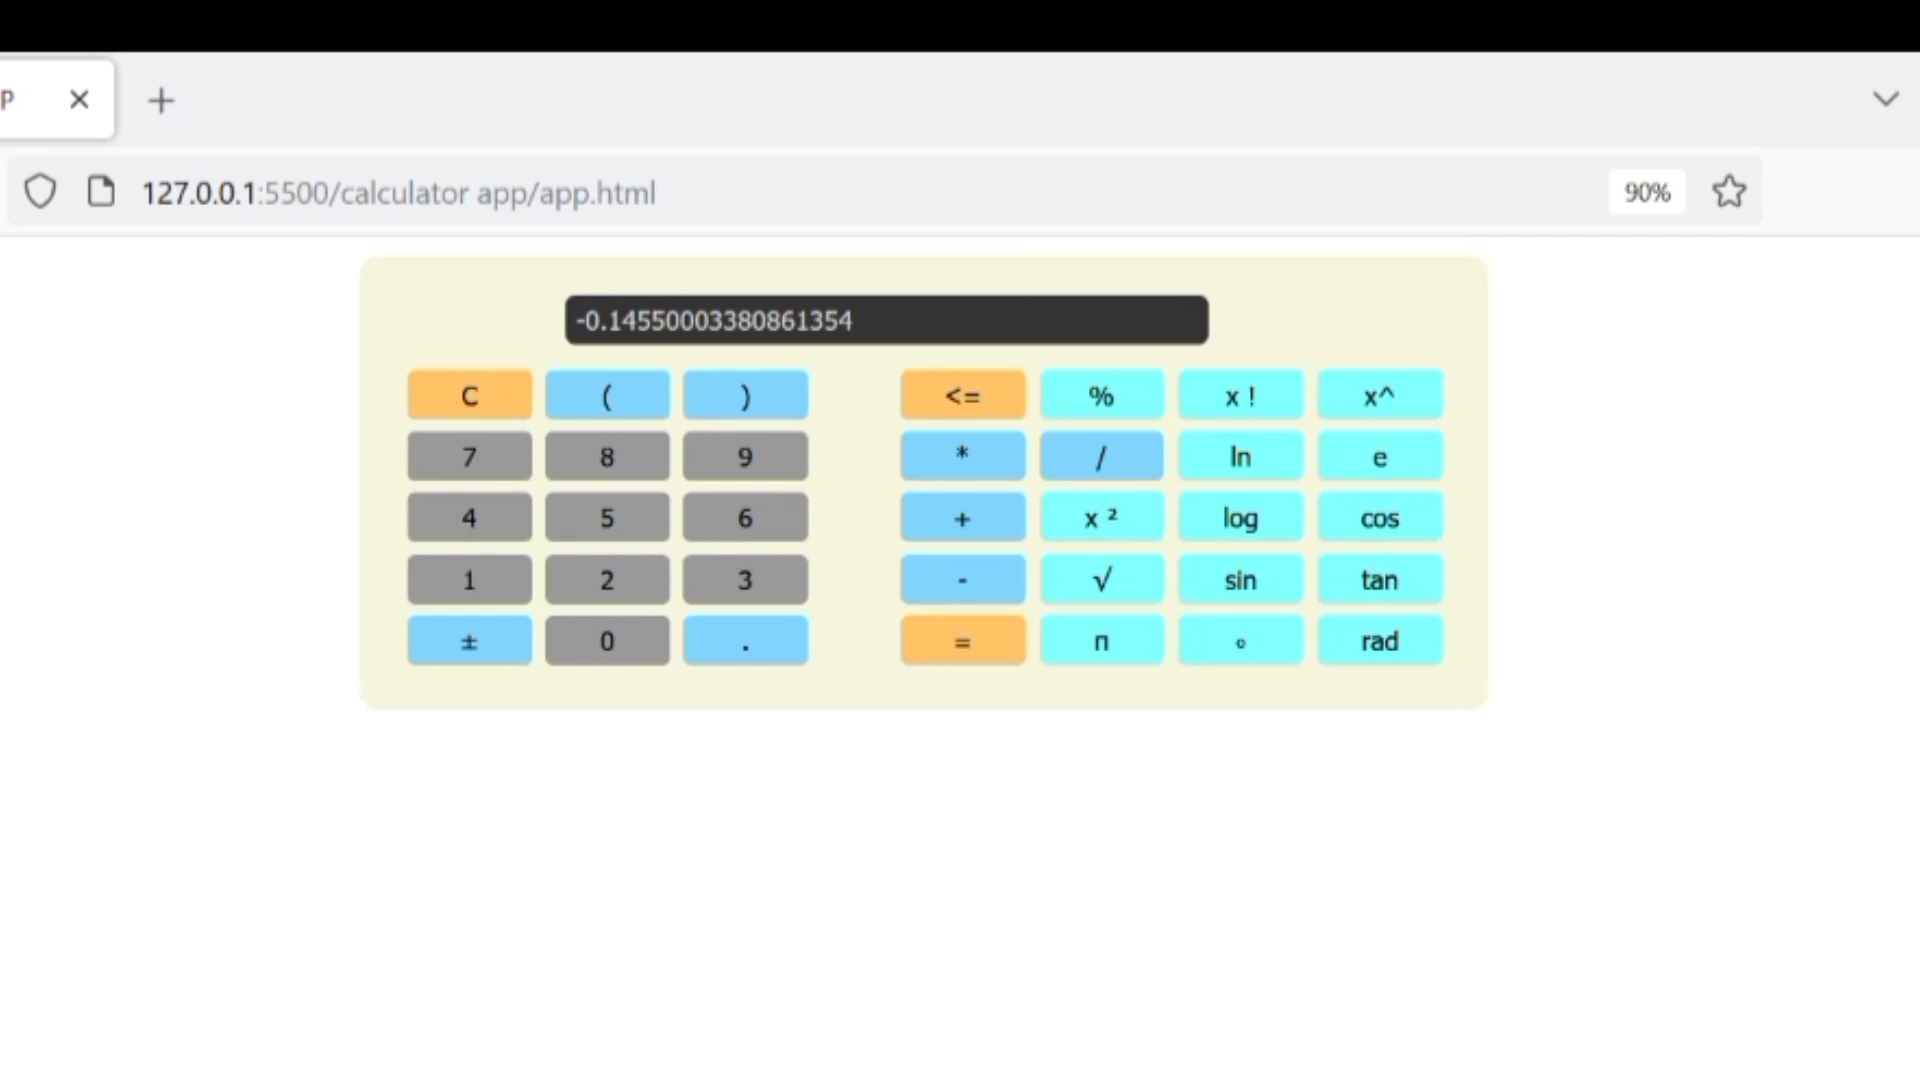 P
127.0.0.1:5500/calculator app/app.html
90%
-0.14550003380861354
C ( ) <= % x ! x^
7 8 9 * / ln e
4 5 6 + x ² log cos
1 2 3 - √ sin tan
± 0 . = п ∘ rad